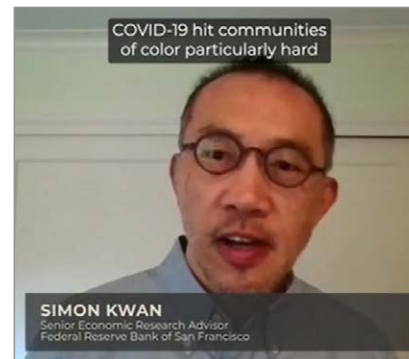 COVID-19 hit communities
of color particularly hard
SIMON KWAN
Senior Economic Research Advisor
Federal Reserve Bank of San Francisco